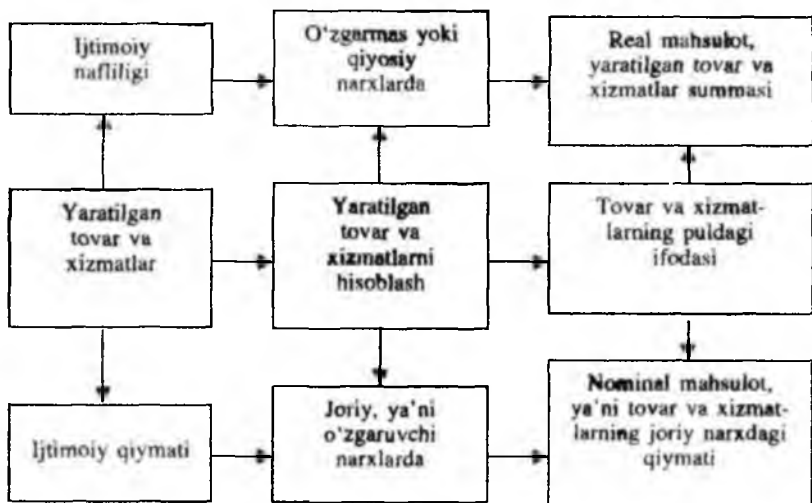 Ijtimoiy
nafliligi
O‘zgarmas yoki
qiyosiy
narxlarda
Real mahsulot,
yaratilgan tovar va
xizmatlar summasi
Yaratilgan
tovar va
xizmatlar
Yaratilgan
tovar va
xizmatlarni
hisoblash
Tovar va xizmat-
larning puldagi
ifodasi
Ijtimoiy qiymati
Joriy, ya’ni
o‘zgaruvchi
narxlarda
Nominal mahsulot,
ya’ni tovar va xizmat-
larning joriy narxdagi
qiymati